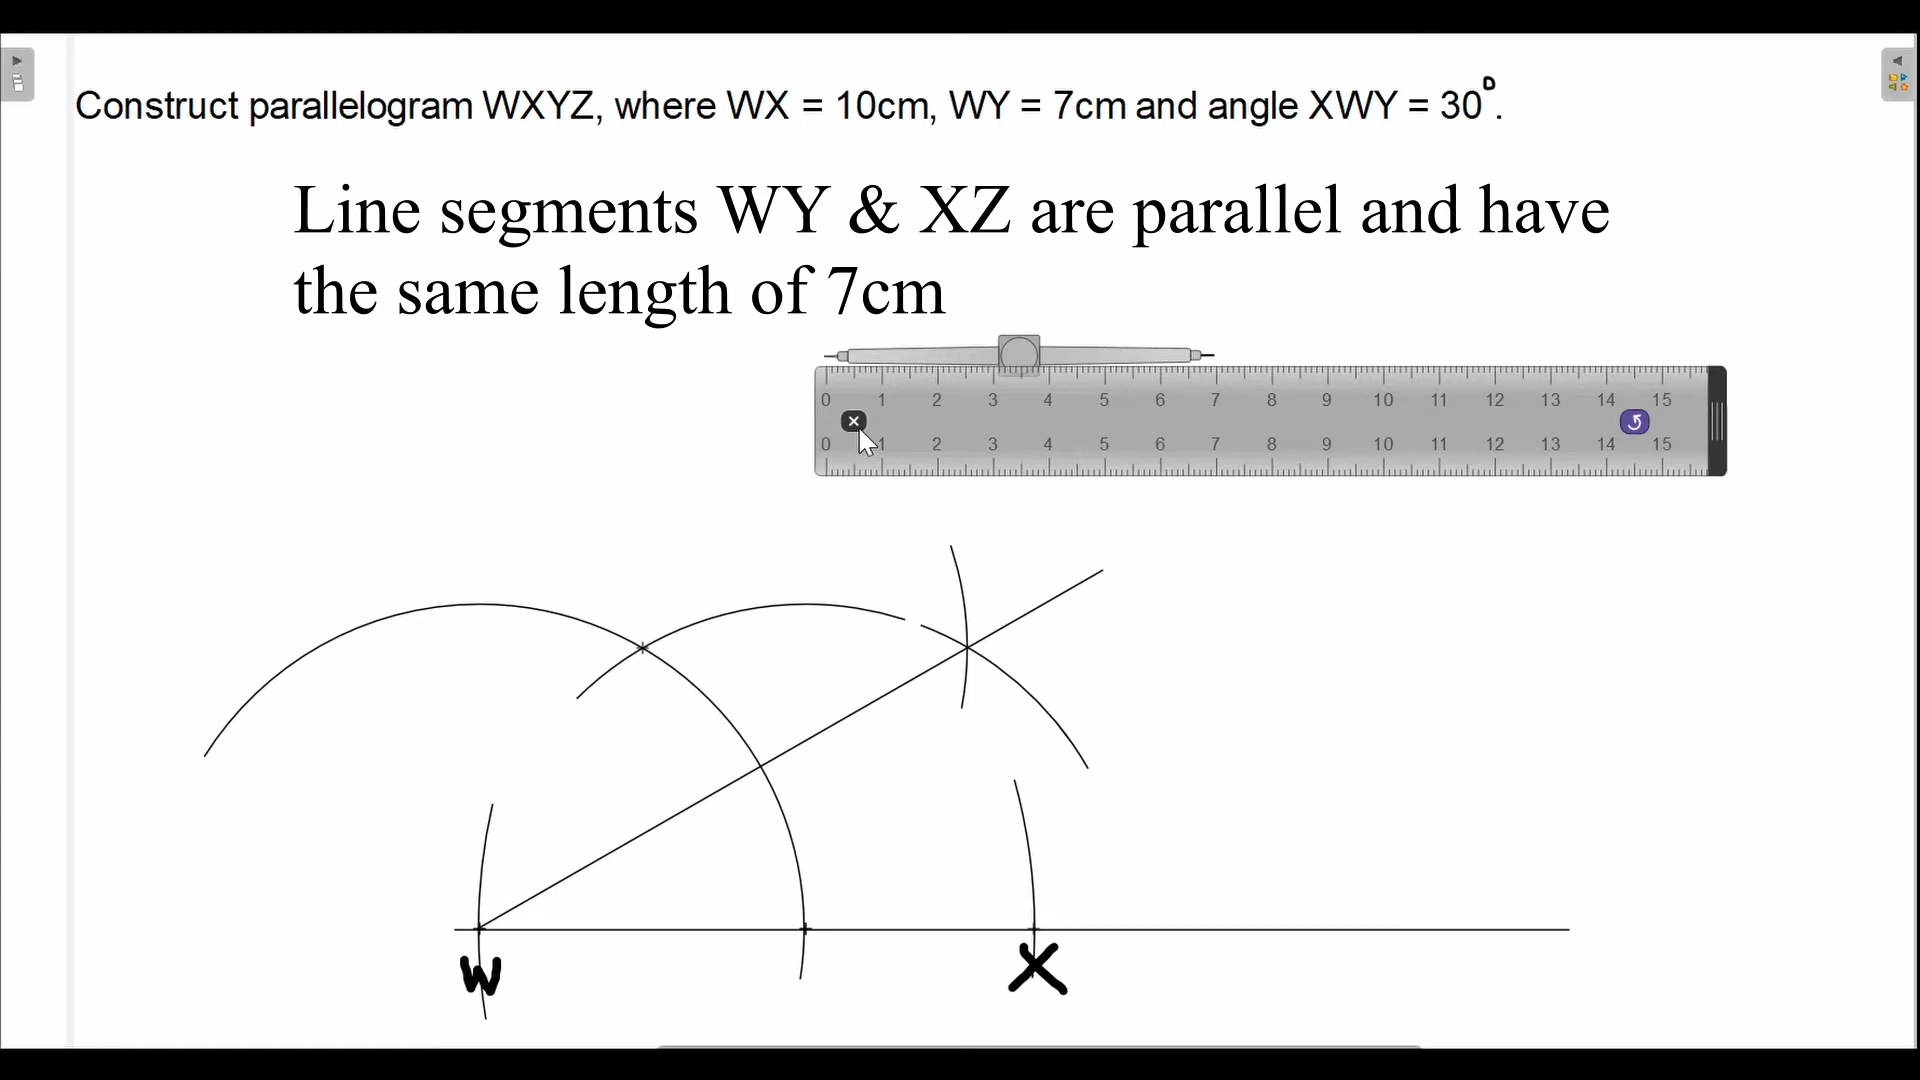 Construct parallelogram WXYZ, where WX = 10cm, WY = 7cm and angle XWY = 30°.
Line segments WY & XZ are parallel and have
the same length of 7cm
0 1 2 3 4 5 6 7 8 9 10 11 12 13 14 15
0 1 2 3 4 5 6 7 8 9 10 11 12 13 14 15
W X